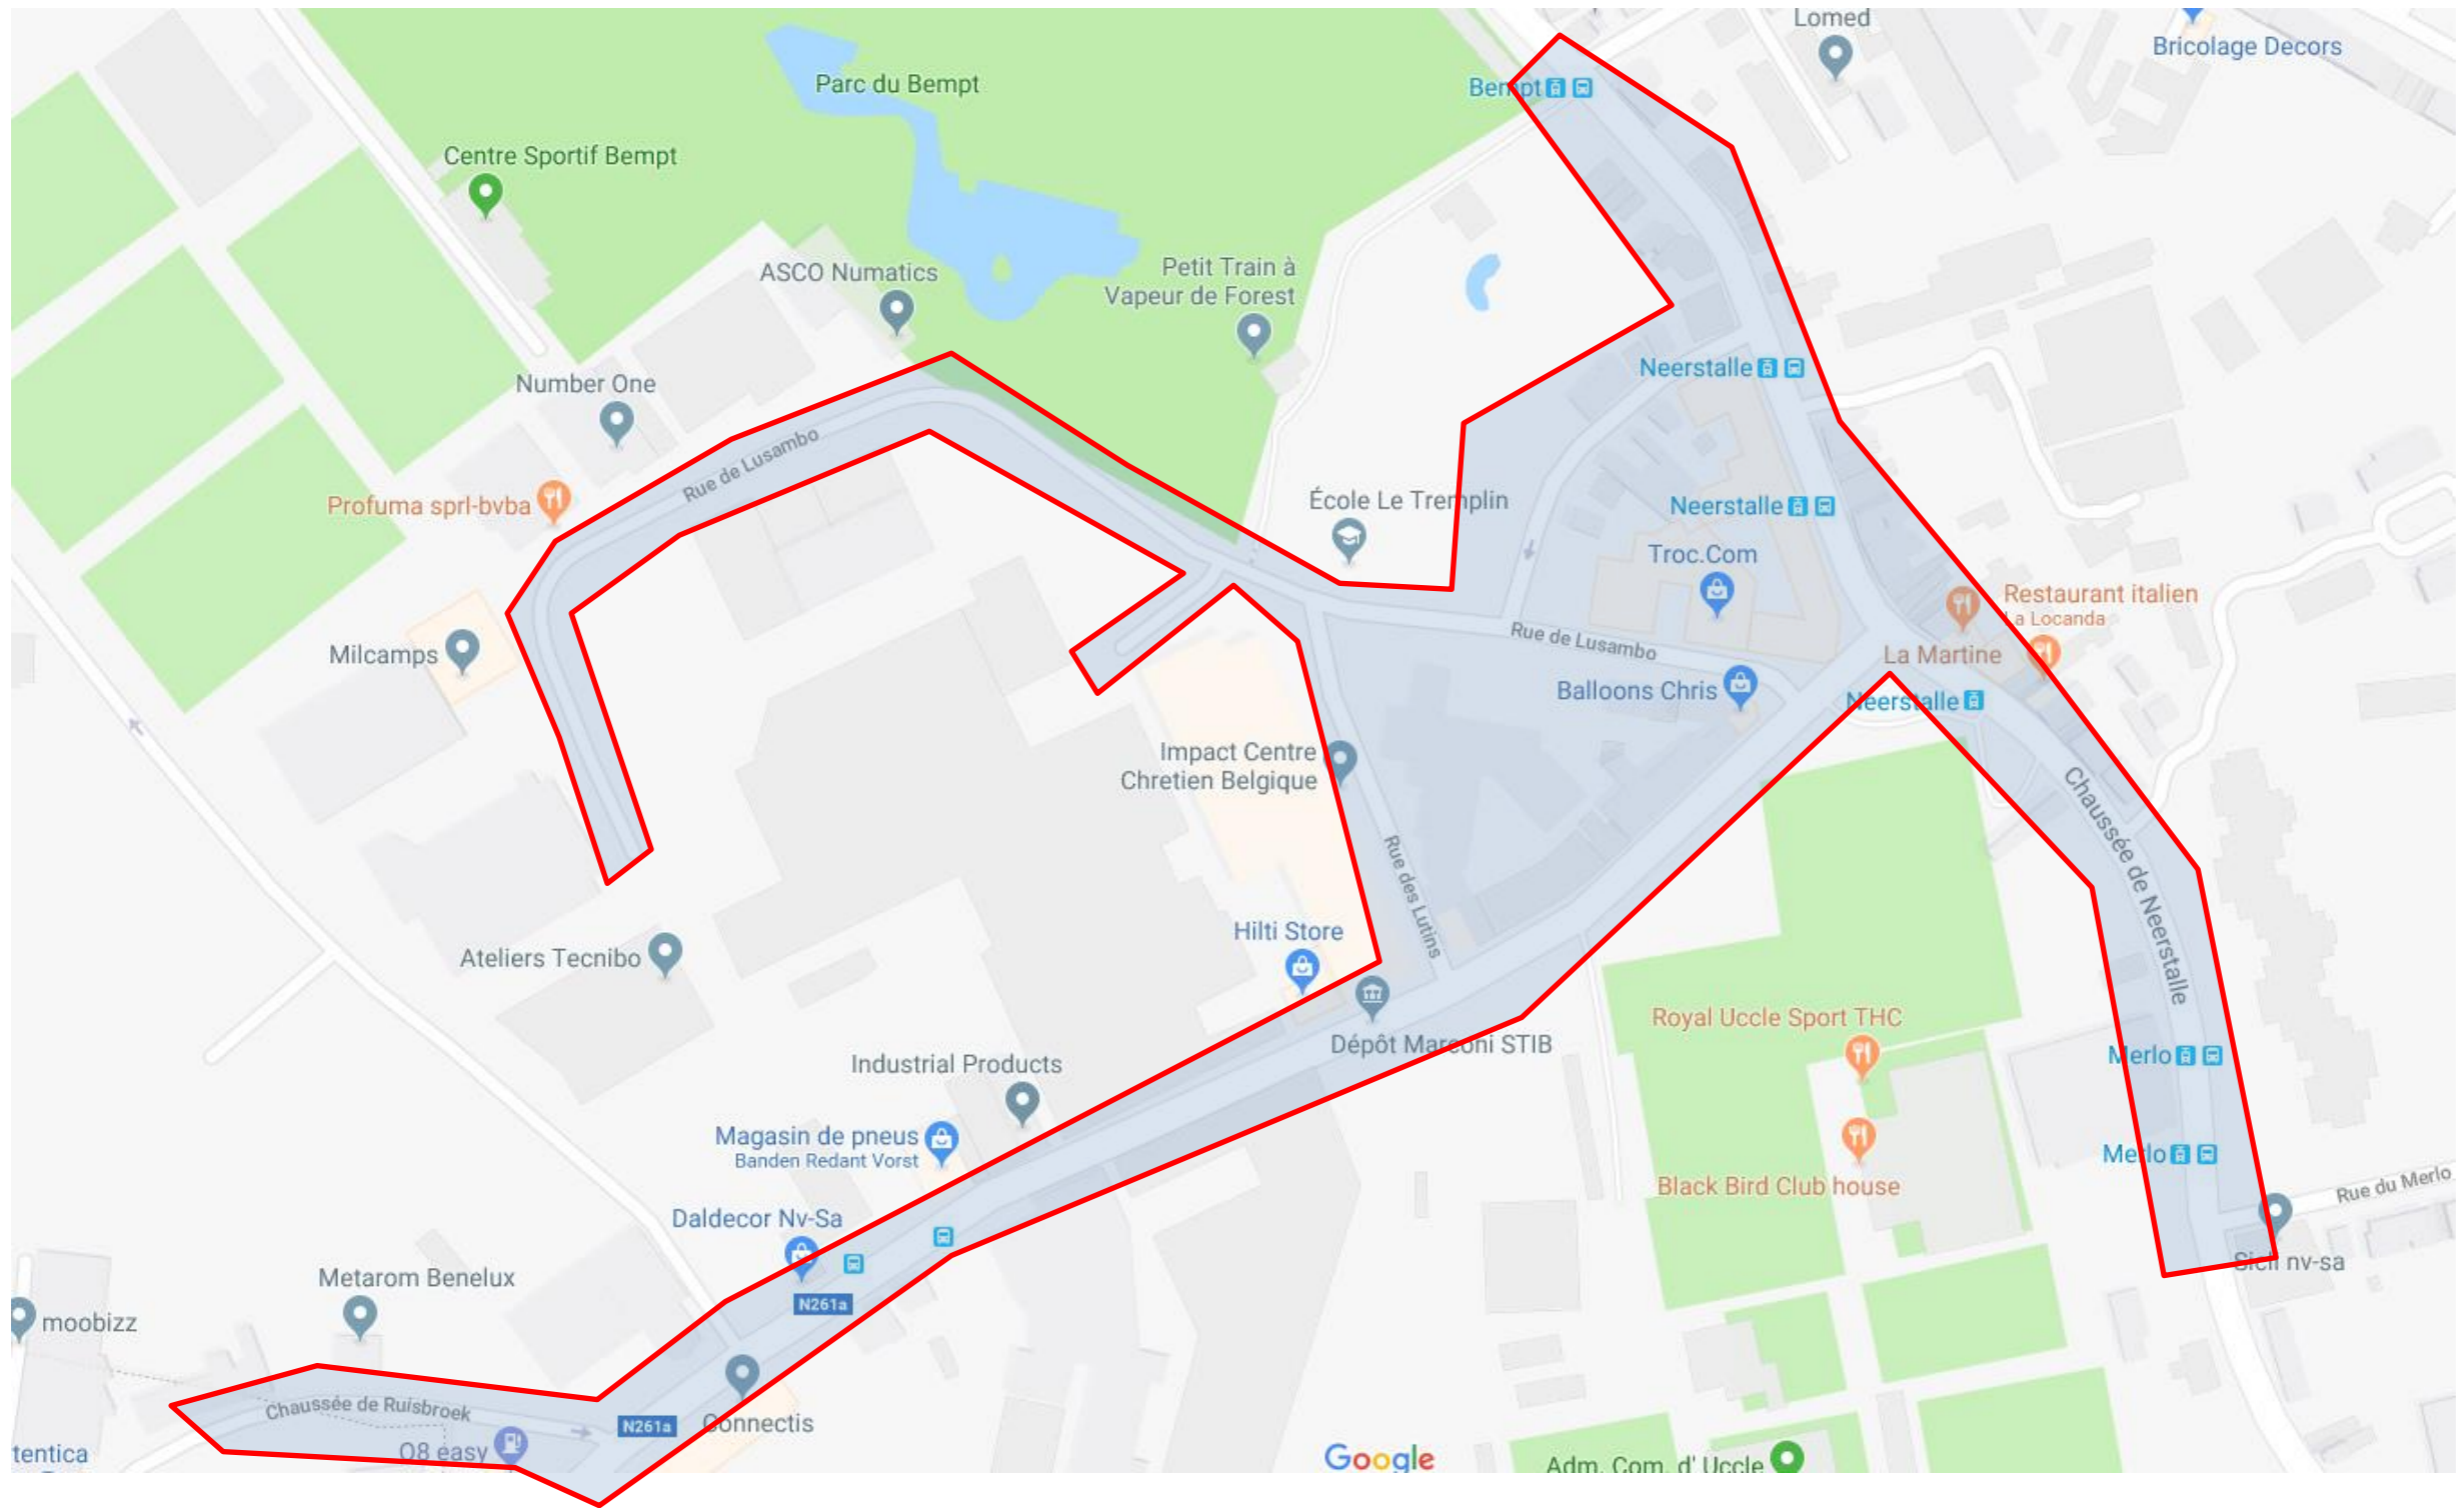 Lomed
Bricolage Decors
Parc du Bempt
Bempt
Centre Sportif Bempt
ASCO Numatics
Petit Train à
Vapeur de Forest
Neerstalle
Number One
Rue de Lusambo
Profuma sprl-bvba
École Le Tremplin
Neerstalle
Troc.Com
Restaurant italien
La Locanda
Rue de Lusambo
Milcamps
La Martine
Balloons Chris
Neerstalle
Impact Centre
Chretien Belgique
Chaussée de Neerstalle
Rue des Lutins
Hilti Store
Ateliers Tecnibo
Royal Uccle Sport THC
Dépôt Marconi STIB
Merlo
Industrial Products
Magasin de pneus
Banden Redant Vorst
Merlo
Black Bird Club house
Rue du Merlo
Daldecor Nv-Sa
Sicli nv-sa
Metarom Benelux
N261a
moobizz
Chaussée de Ruisbroek
N261a
Connectis
Q8 easy
tentica
Google
Adm. Com. d' Uccle